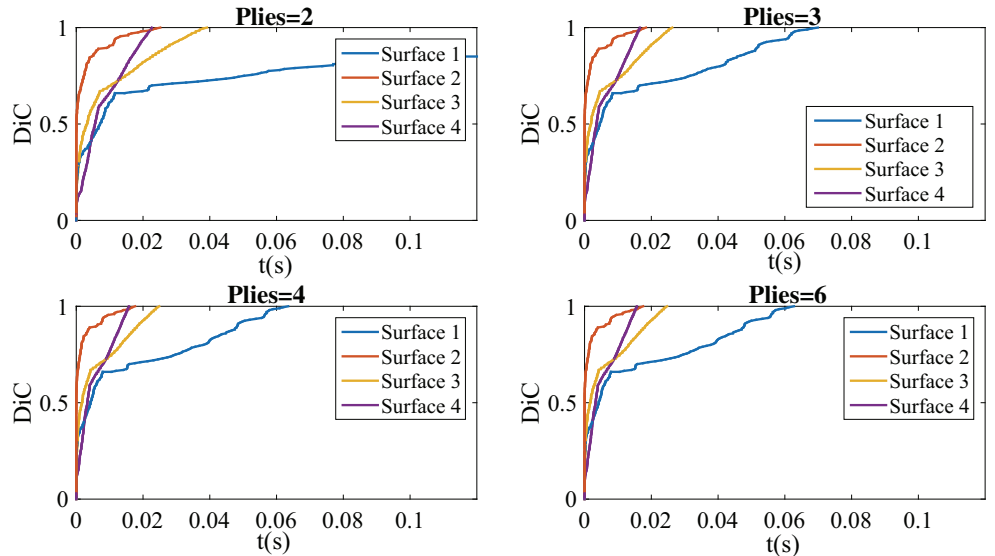 Plies=2
1
0.5
0
DiC
0
0.02
0.04
0.06
0.08
0.1
t(s)
Surface 1
Surface 2
Surface 3
Surface 4
Plies=3
1
0.5
0
DiC
0
0.02
0.04
0.06
0.08
0.1
t(s)
Surface 1
Surface 2
Surface 3
Surface 4
Plies=4
1
0.5
0
DiC
0
0.02
0.04
0.06
0.08
0.1
t(s)
Surface 1
Surface 2
Surface 3
Surface 4
Plies=6
1
0.5
0
DiC
0
0.02
0.04
0.06
0.08
0.1
t(s)
Surface 1
Surface 2
Surface 3
Surface 4